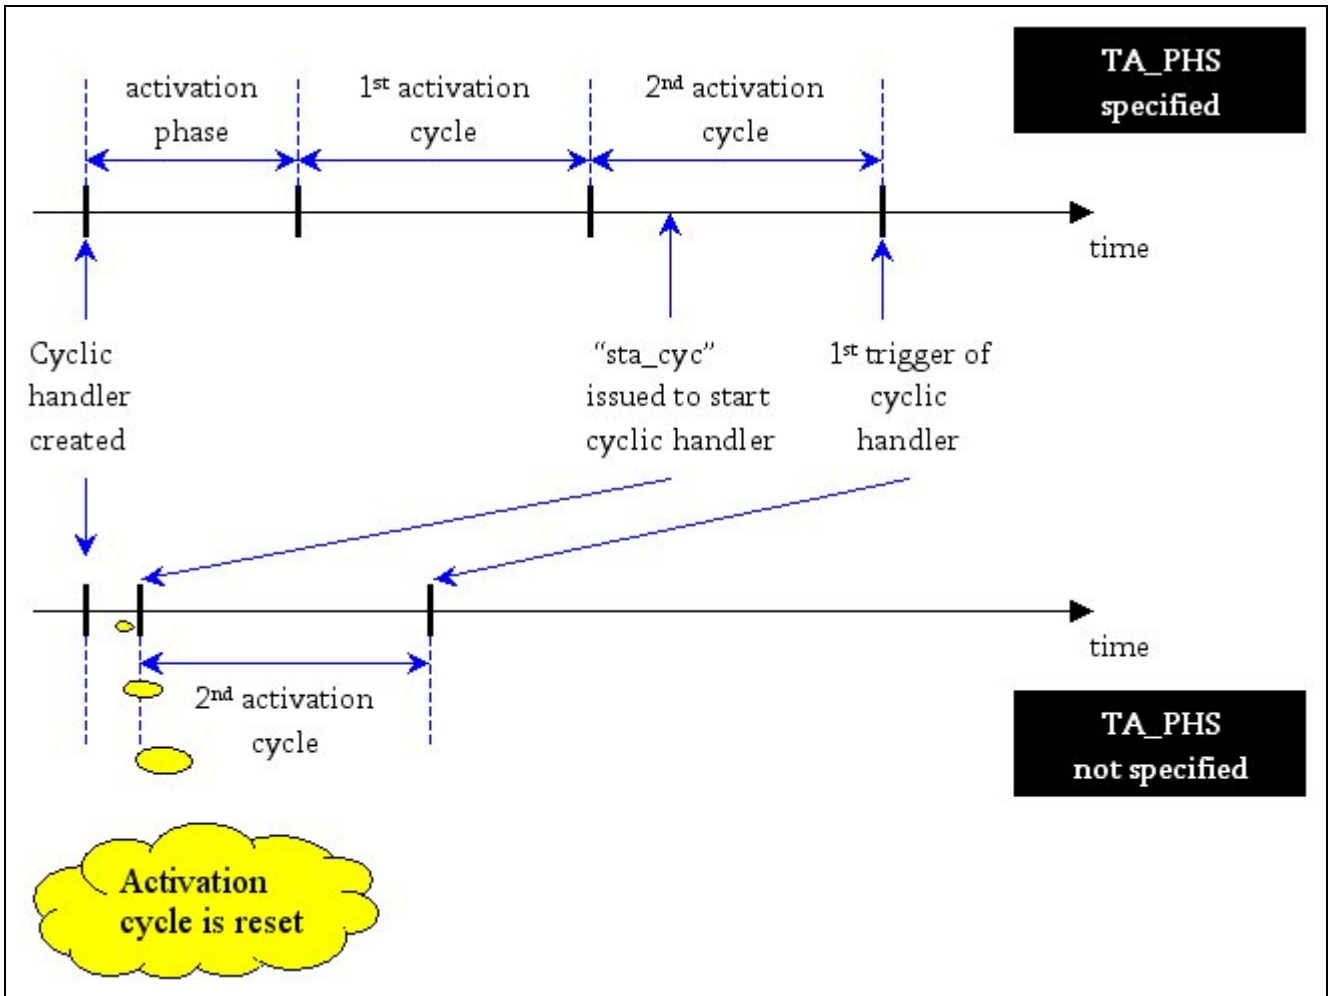 TA_PHS
specified
activation
phase
1st activation
cycle
2nd activation
cycle
time
Cyclic
handler
created
“sta_cyc”
issued to start
cyclic handler
1st trigger of
cyclic
handler
time
2nd activation
cycle
TA_PHS
not specified
Activation
cycle is reset